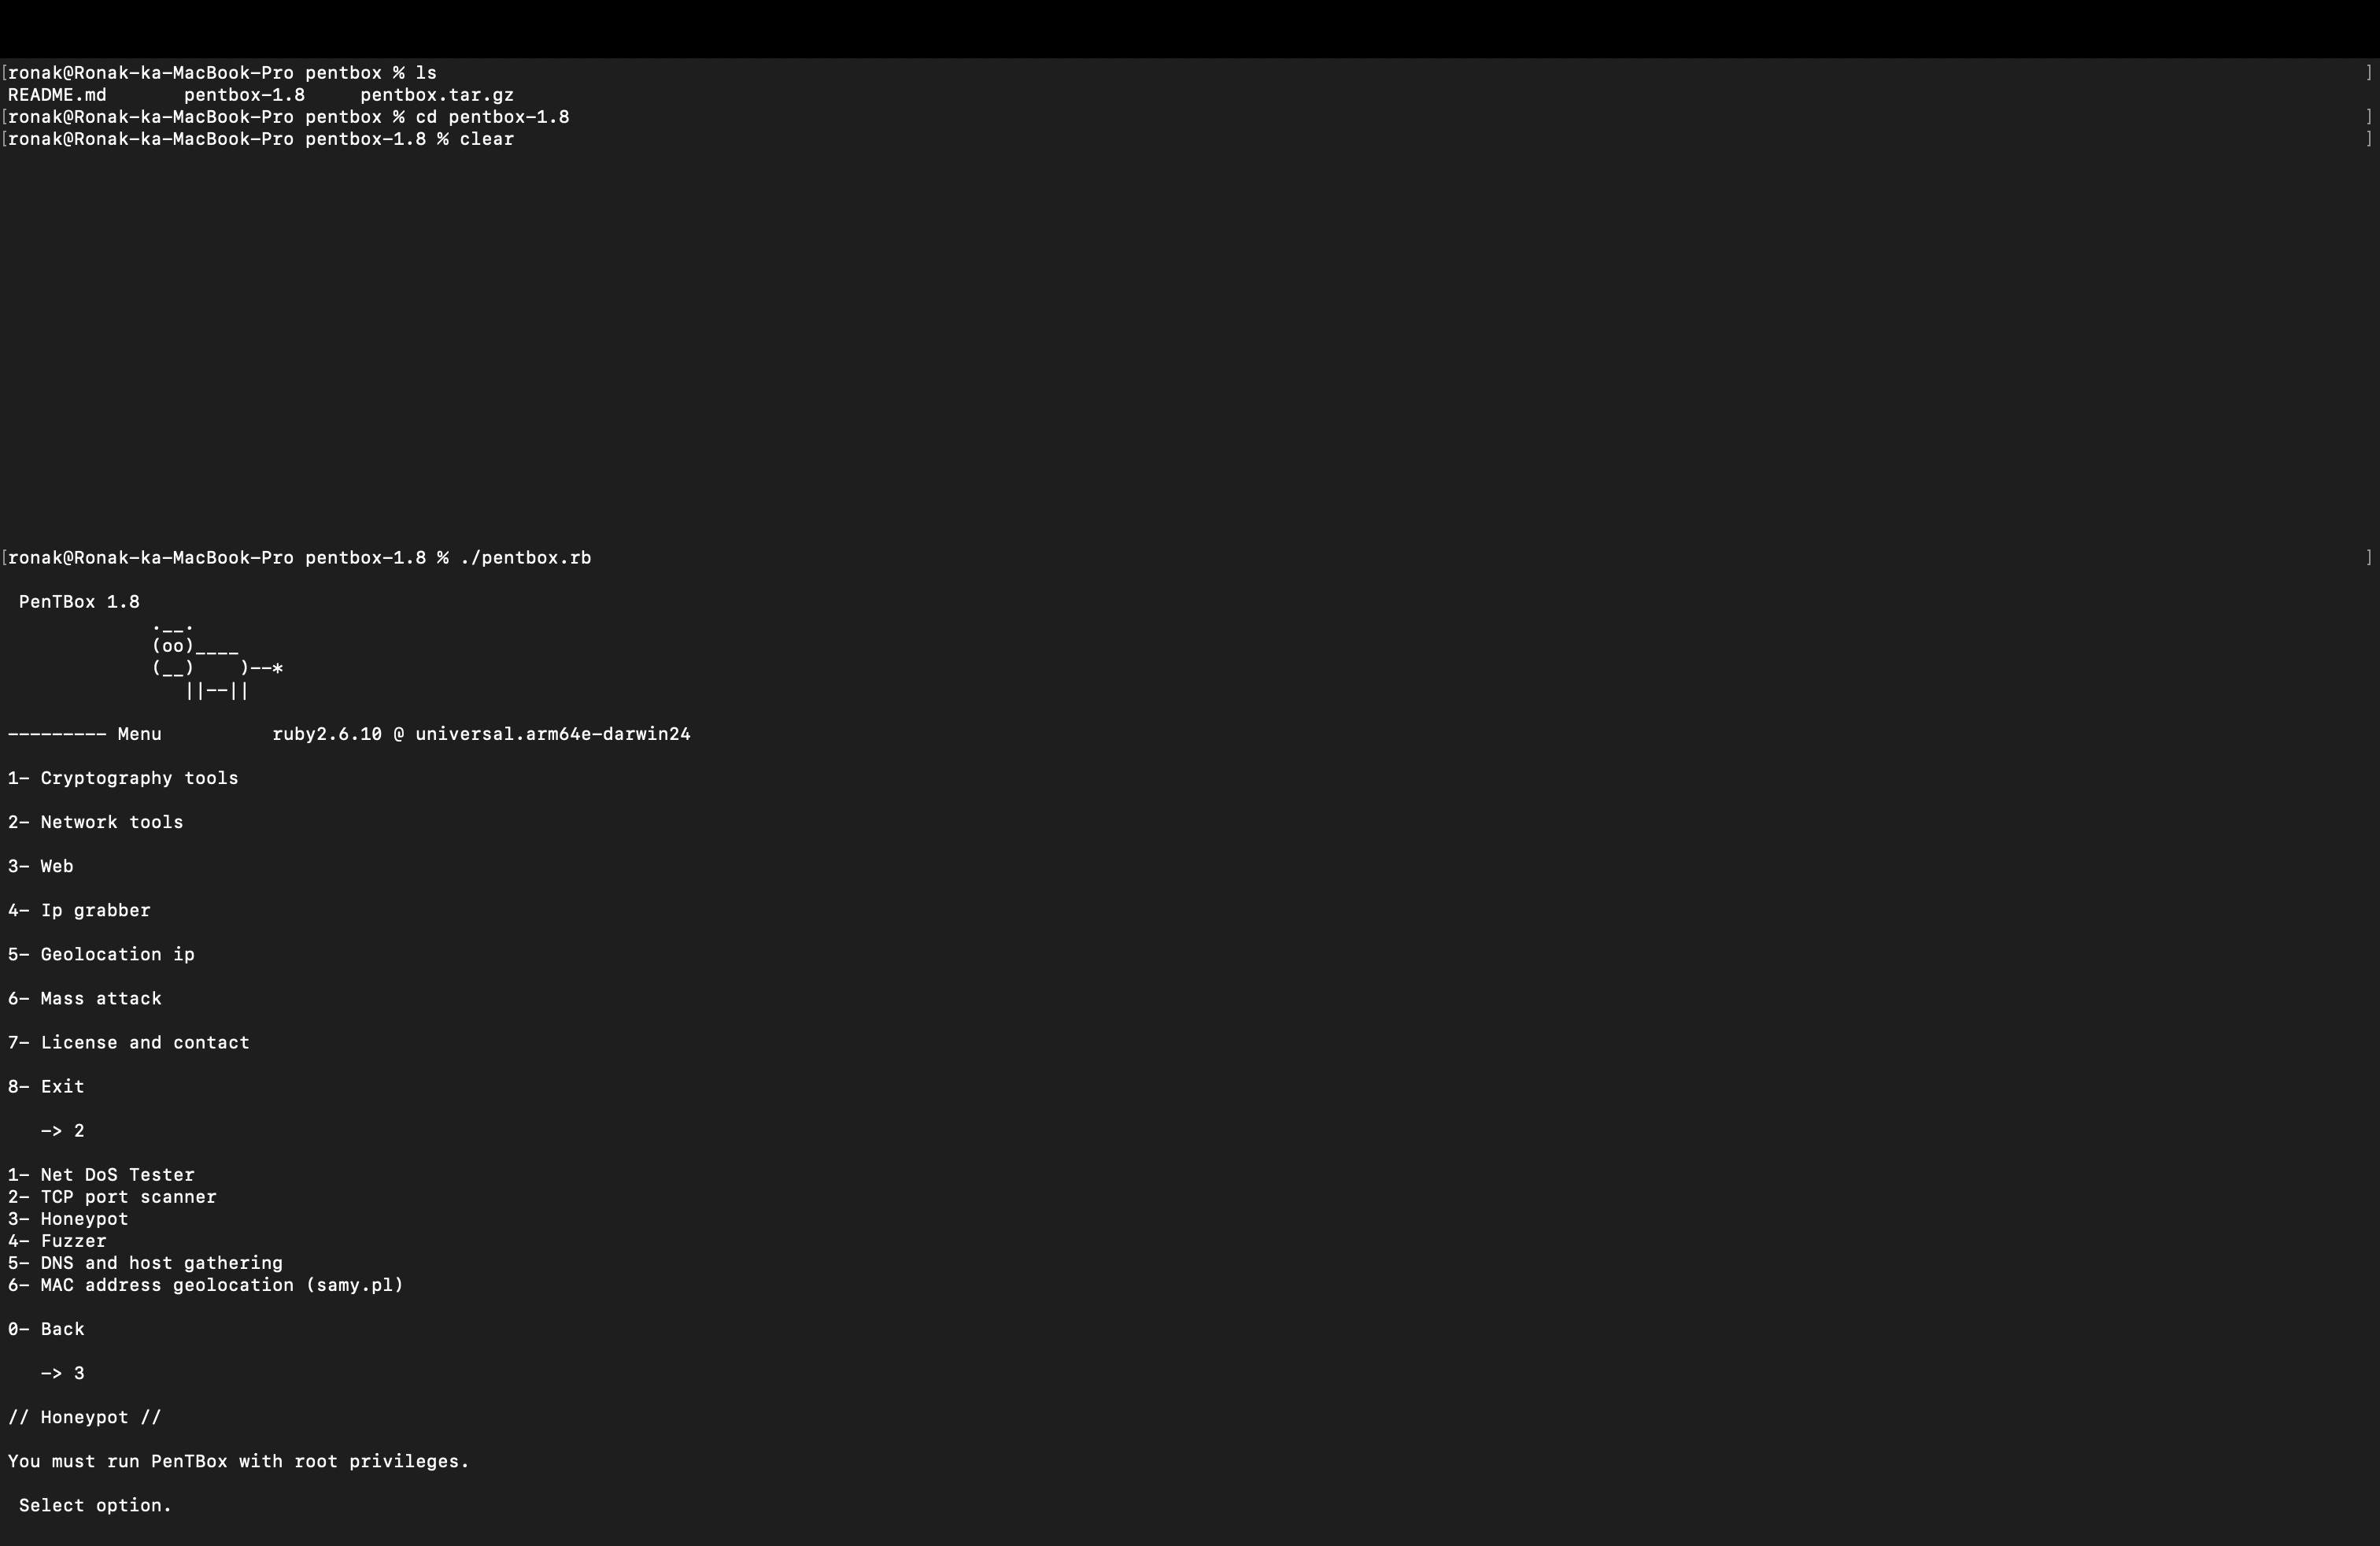 [ronak@Ronak-ka-MacBook-Pro pentbox % ls ]
README.md       pentbox-1.8     pentbox.tar.gz
[ronak@Ronak-ka-MacBook-Pro pentbox % cd pentbox-1.8 ]
[ronak@Ronak-ka-MacBook-Pro pentbox-1.8 % clear ]
[ronak@Ronak-ka-MacBook-Pro pentbox-1.8 % ./pentbox.rb ]
 PenTBox 1.8
             .__.
             (oo)____
             (__)    )--*
                ||--||
--------- Menu          ruby2.6.10 @ universal.arm64e-darwin24
1- Cryptography tools
2- Network tools
3- Web
4- Ip grabber
5- Geolocation ip
6- Mass attack
7- License and contact
8- Exit
   -> 2
1- Net DoS Tester
2- TCP port scanner
3- Honeypot
4- Fuzzer
5- DNS and host gathering
6- MAC address geolocation (samy.pl)
0- Back
   -> 3
// Honeypot //
You must run PenTBox with root privileges.
 Select option.